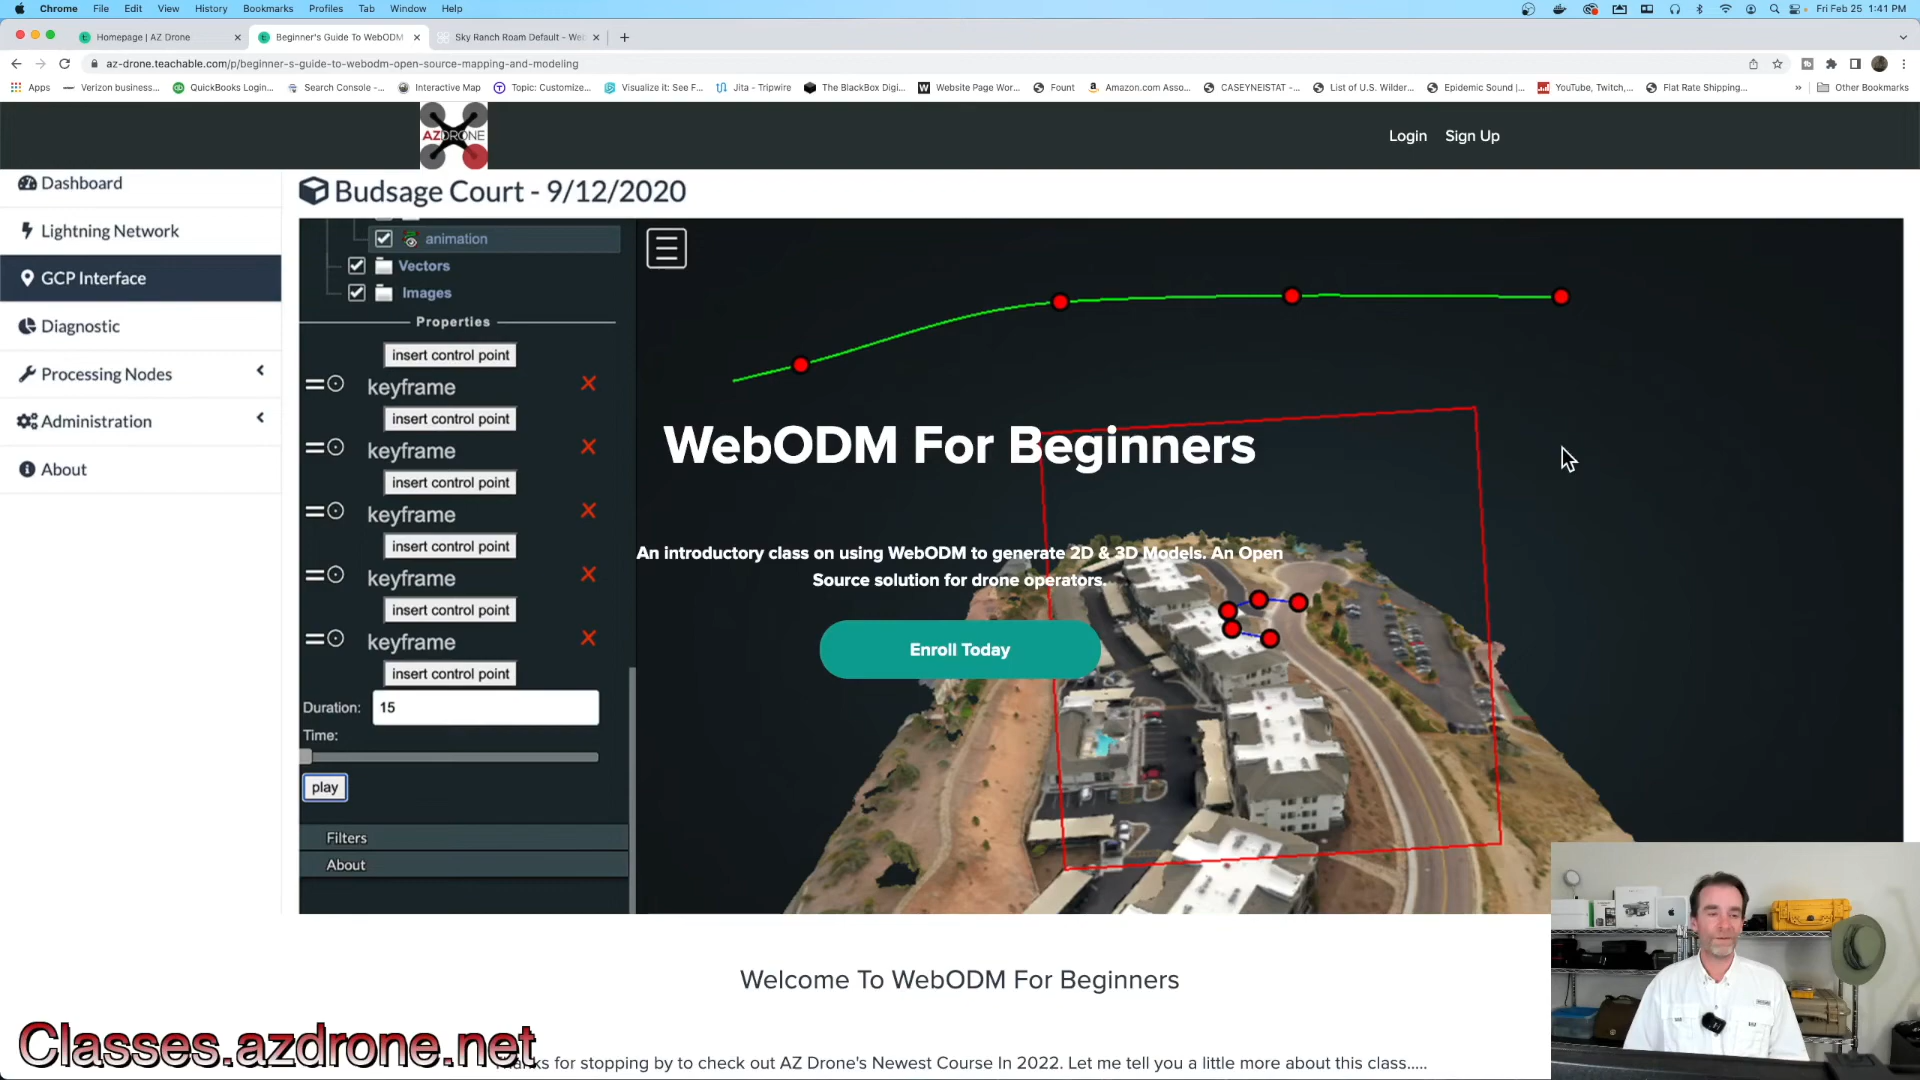 Chrome File Edit View History Bookmarks Profiles Tab Window Help Fri Feb 25 1:41 PM
Homepage | AZ Drone Beginner's Guide To WebODM Sky Ranch Roam Default - Web
az-drone.teachable.com/p/beginner-s-guide-to-webodm-open-source-mapping-and-modeling
Apps Verizon business... QuickBooks Login... Search Console -... Interactive Map Topic: Customize... Visualize it: See F... Jita - Tripwire The BlackBox Digi... Website Page Wor... Fount Amazon.com Asso... CASEYNEISTAT -... List of U.S. Wilder... Epidemic Sound |... YouTube, Twitch,... Flat Rate Shipping... » Other Bookmarks
AZDRONE
Login Sign Up
Dashboard
Lightning Network
GCP Interface
Diagnostic
Processing Nodes
Administration
About
Budsage Court - 9/12/2020
animation
Vectors
Images
Properties
insert control point
keyframe
insert control point
keyframe
insert control point
keyframe
insert control point
keyframe
insert control point
keyframe
insert control point
Duration: 15
Time:
play
Filters
About
WebODM For Beginners
An introductory class on using WebODM to generate 2D & 3D Models. An Open
Source solution for drone operators.
Enroll Today
Welcome To WebODM For Beginners
Classes.azdrone.net
for stopping by to check out AZ Drone's Newest Course In 2022. Let me tell you a little more about this class.....